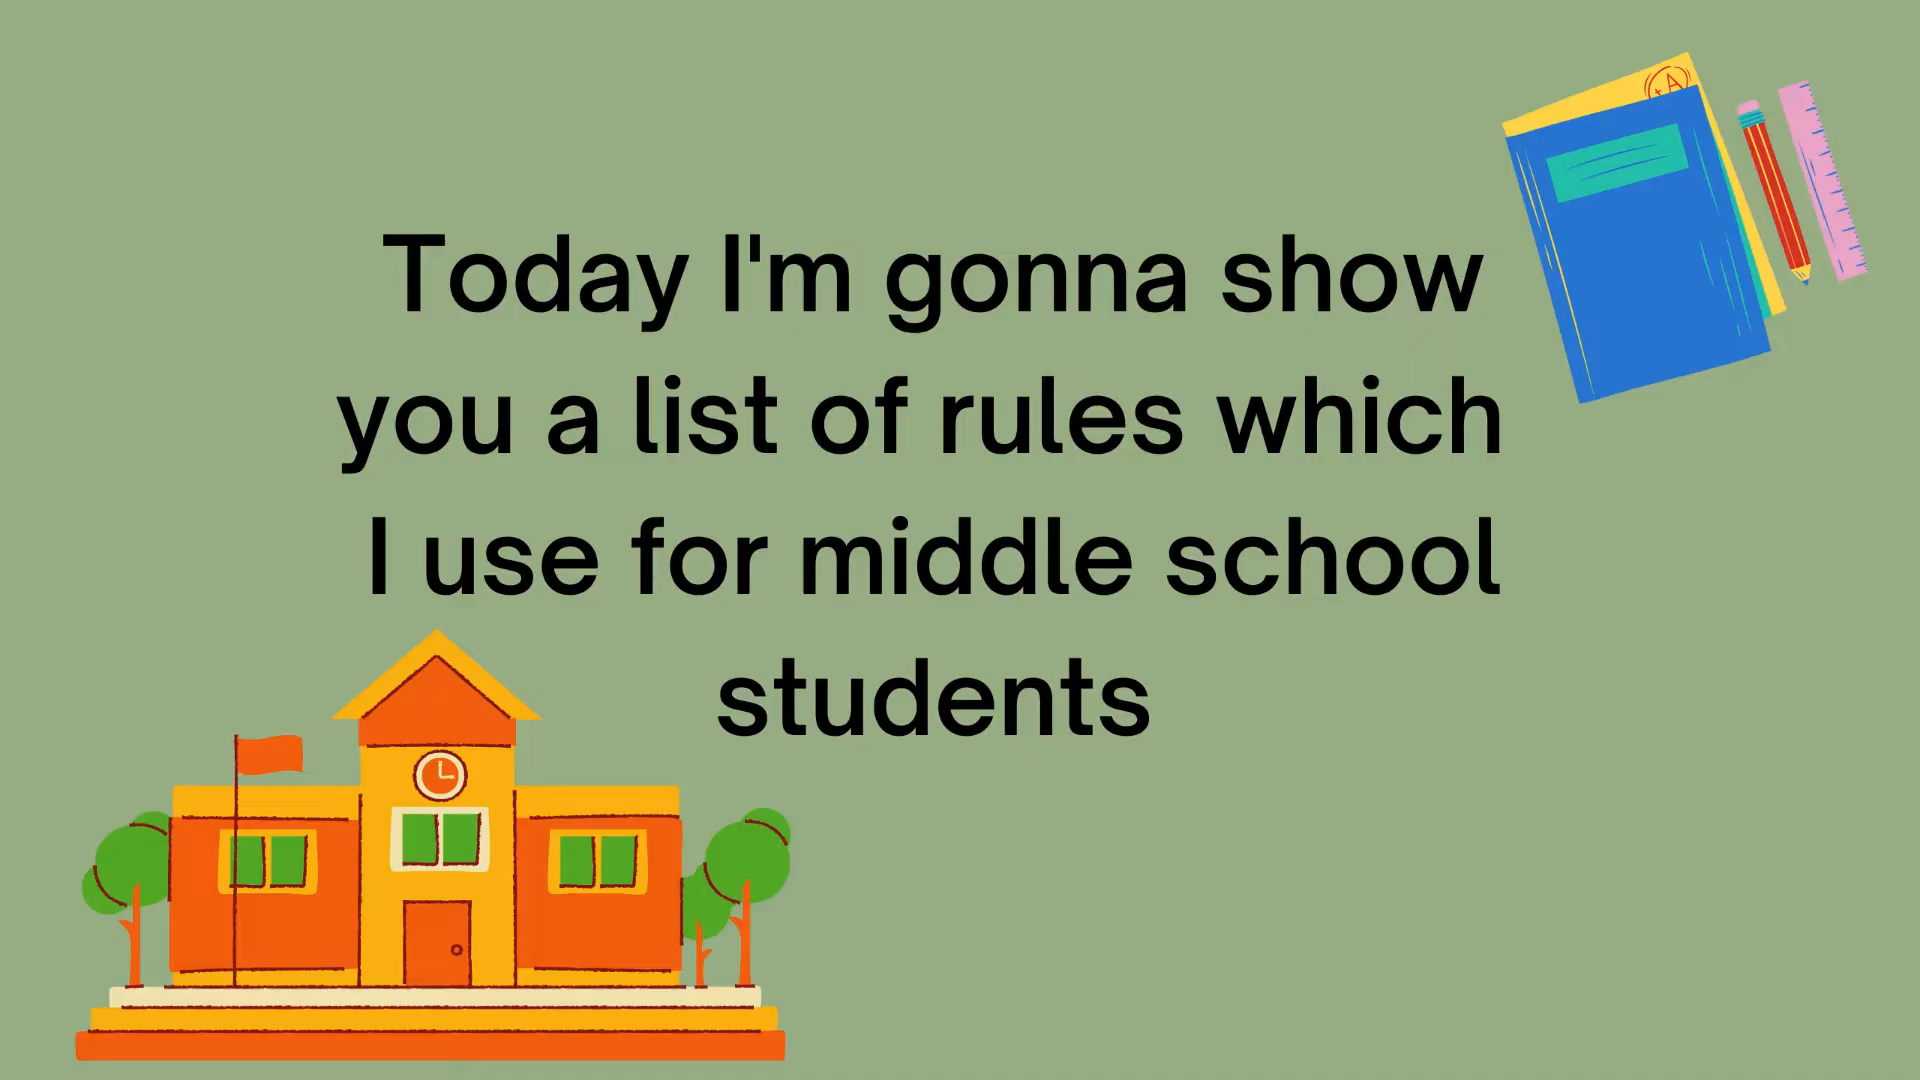 A+
Today I'm gonna show
you a list of rules which
I use for middle school
students